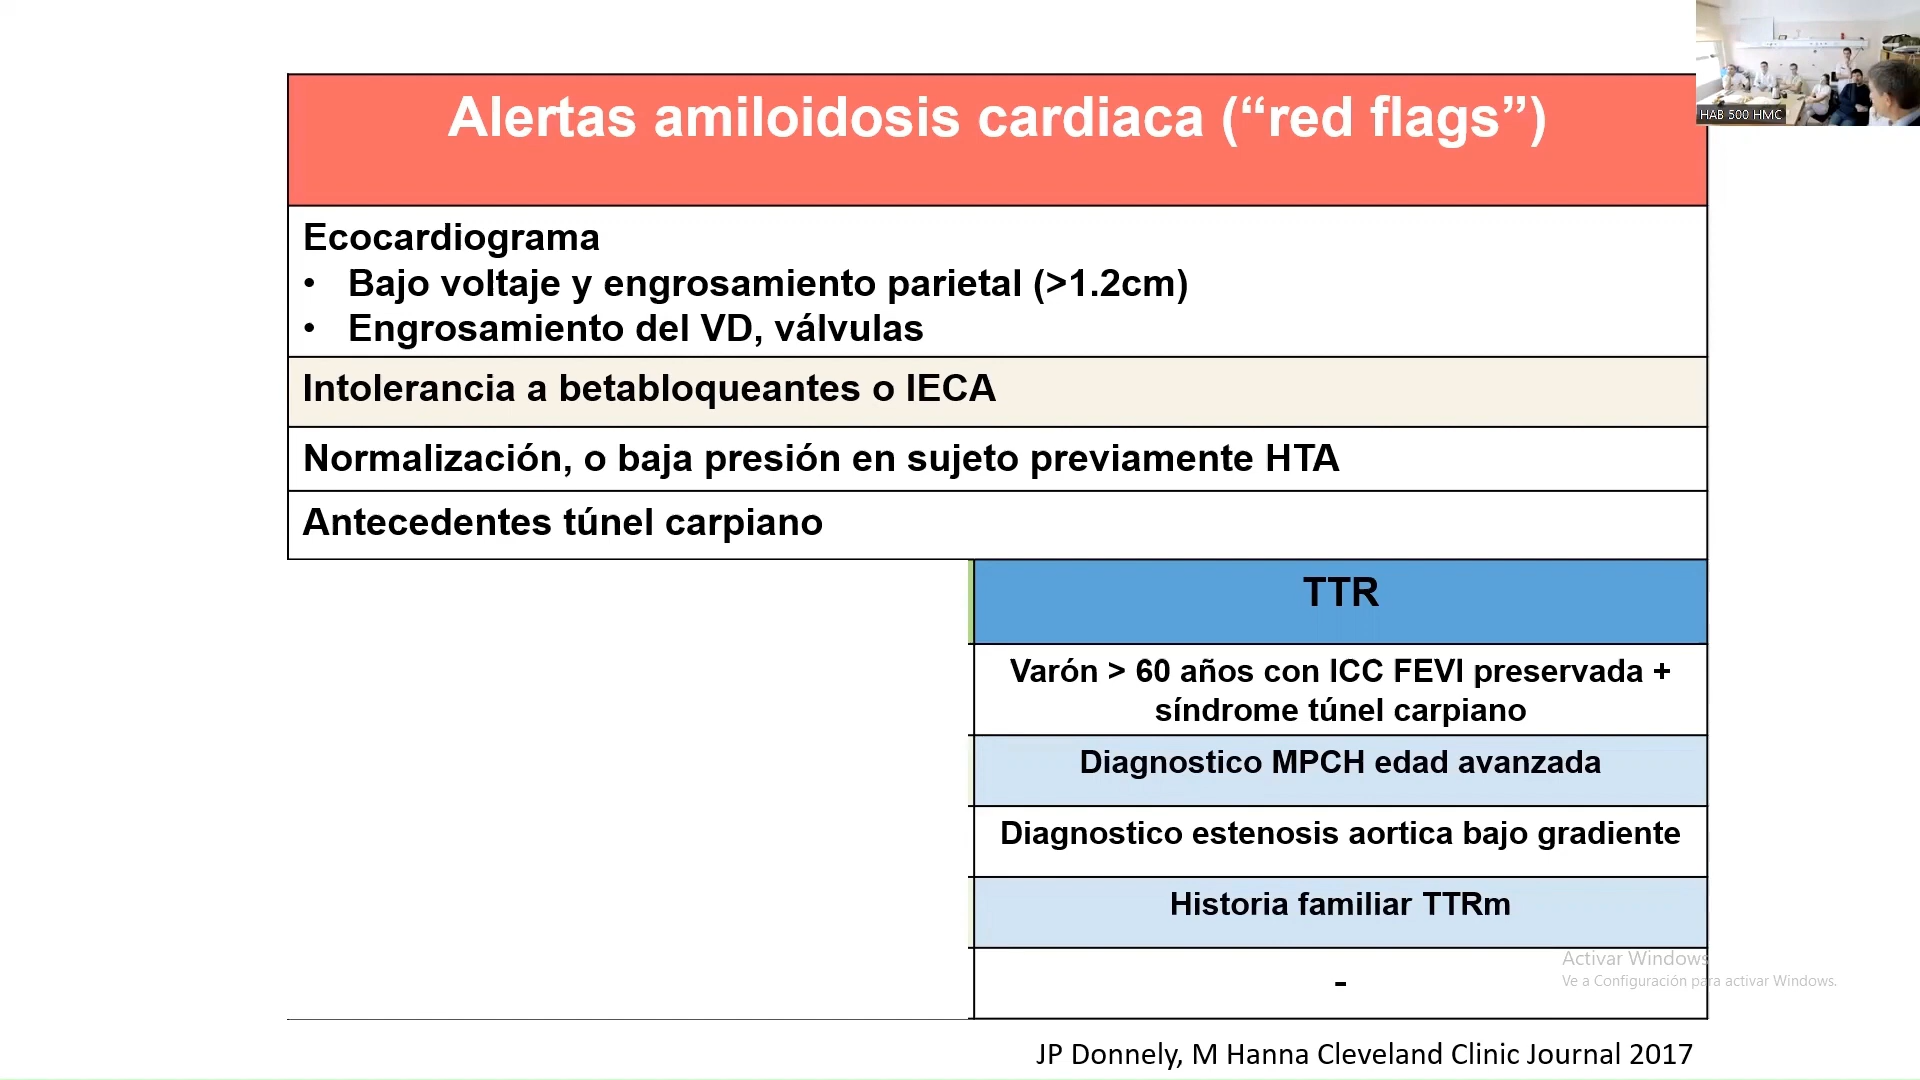 Alertas amiloidosis cardiaca (“red flags”)
HAB 500 HMC
Ecocardiograma
• Bajo voltaje y engrosamiento parietal (>1.2cm)
• Engrosamiento del VD, válvulas
Intolerancia a betabloqueantes o IECA
Normalización, o baja presión en sujeto previamente HTA
Antecedentes túnel carpiano
TTR
Varón > 60 años con ICC FEVI preservada +
síndrome túnel carpiano
Diagnostico MPCH edad avanzada
Diagnostico estenosis aortica bajo gradiente
Historia familiar TTRm
-
Activar Windows
Ve a Configuración para activar Windows.
JP Donnely, M Hanna Cleveland Clinic Journal 2017